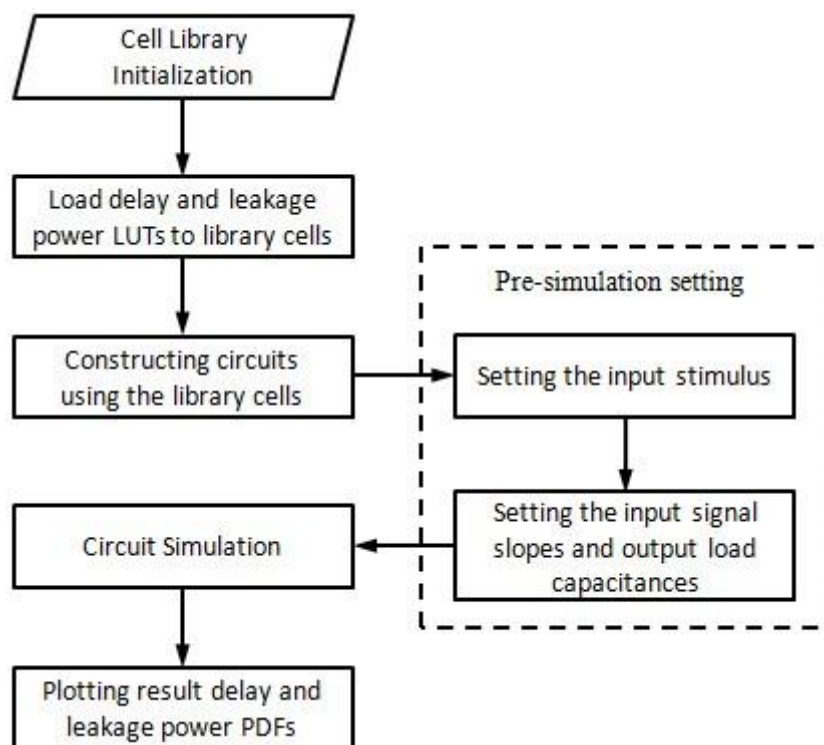 Cell Library
Initialization
Load delay and leakage
power LUTs to library cells
Constructing circuits
using the library cells
Pre-simulation setting
Setting the input stimulus
Setting the input signal
slopes and output load
capacitances
Circuit Simulation
Plotting result delay and
leakage power PDFs